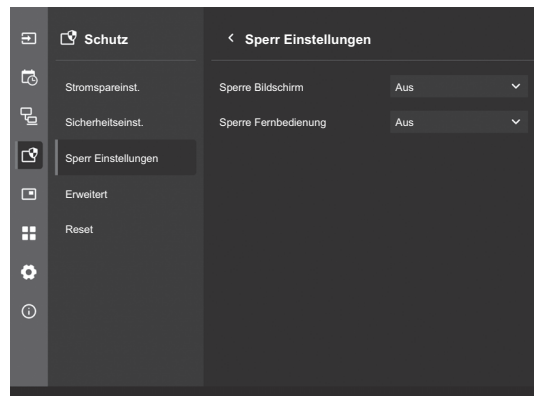 Schutz
Stromspareinst.
Sicherheitseinst.
Sperr Einstellungen
Erweitert
Reset
Sperr Einstellungen
Sperre Bildschirm Aus
Sperre Fernbedienung Aus